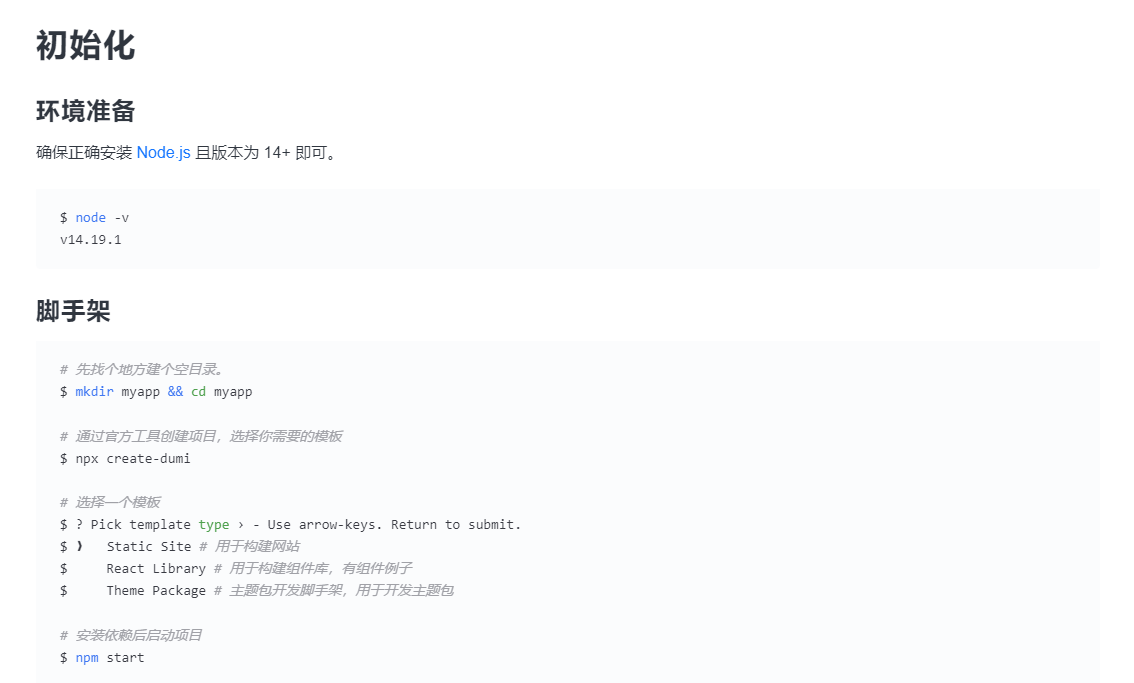 初始化
环境准备
确保正确安装 Node.js 且版本为 14+ 即可。
$ node -v
v14.19.1
脚手架
# 先找个地方建个空目录。
$ mkdir myapp && cd myapp
# 通过官方工具创建项目，选择你需要的模板
$ npx create-dumi
# 选择一个模板
$ ? Pick template type › - Use arrow-keys. Return to submit.
$ ❯   Static Site # 用于构建网站
$     React Library # 用于构建组件库，有组件例子
$     Theme Package # 主题包开发脚手架，用于开发主题包
# 安装依赖后启动项目
$ npm start